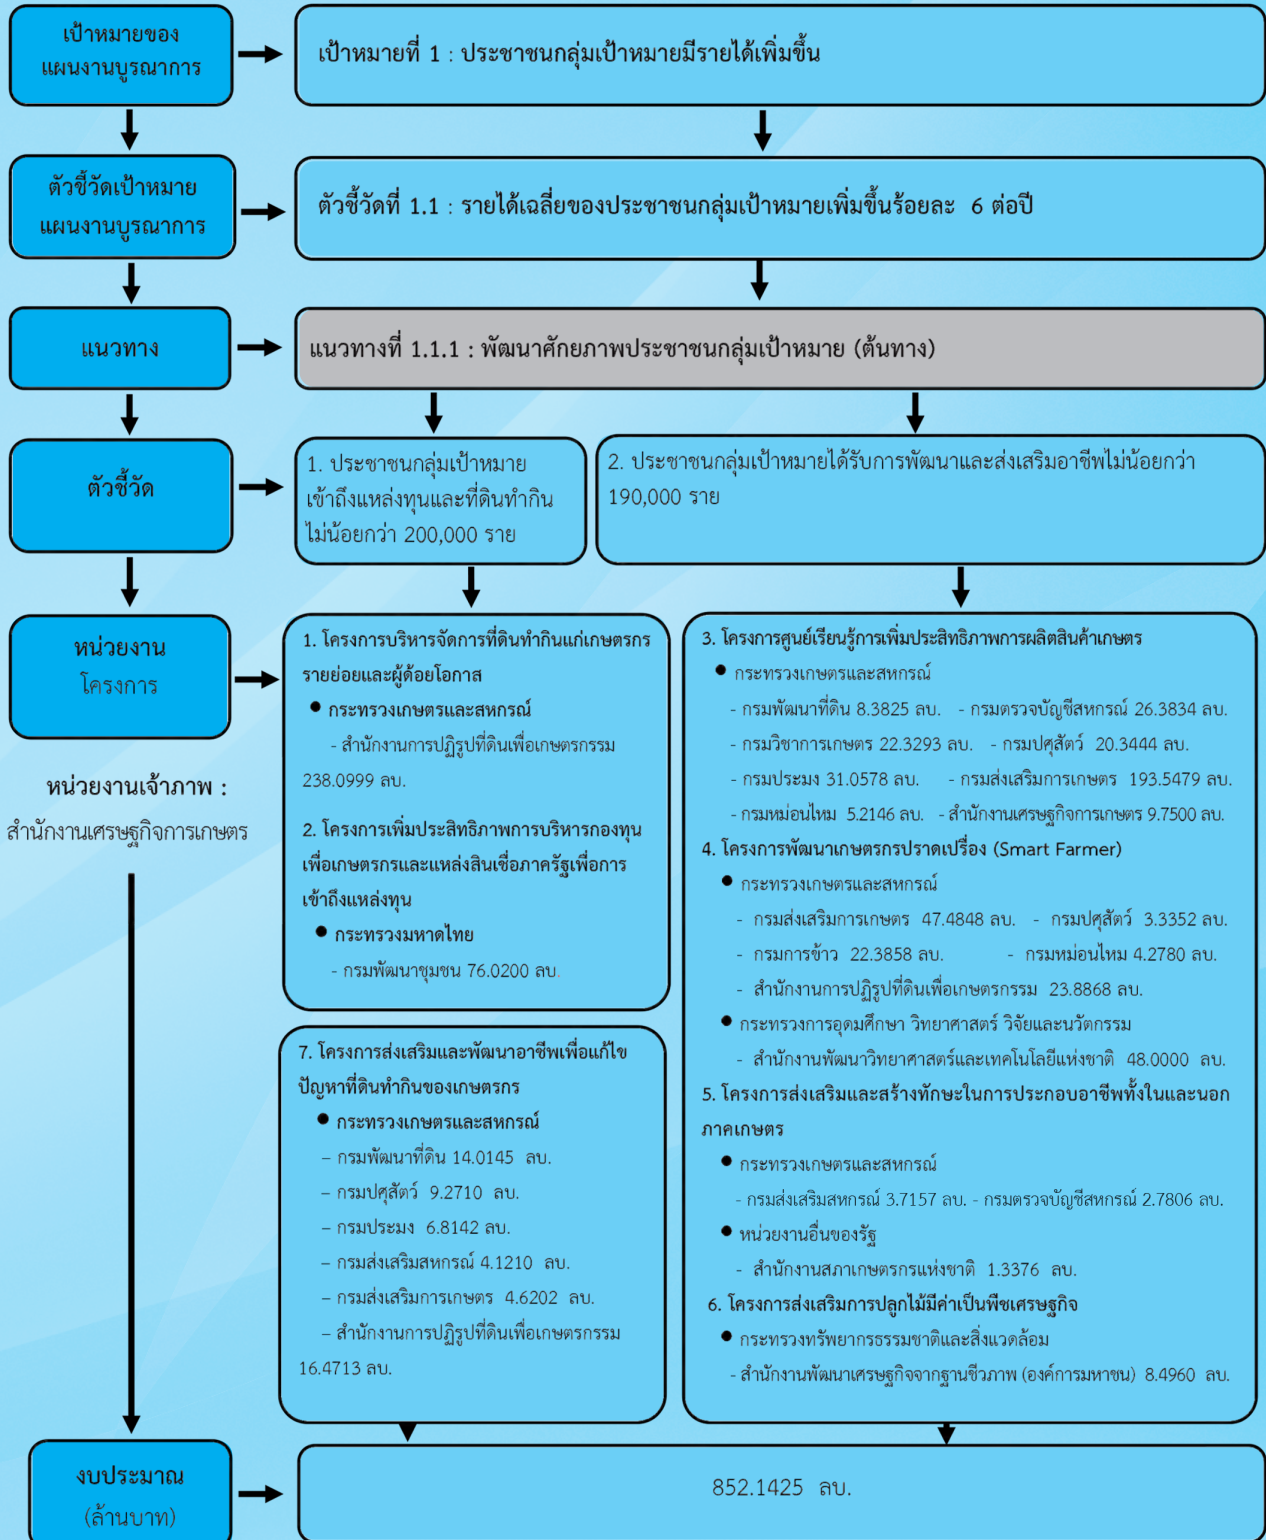 เป้าหมายของ
แผนงานบูรณาการ
เป้าหมายที่ 1 : ประชาชนกลุ่มเป้าหมายมีรายได้เพิ่มขึ้น
ตัวชี้วัดเป้าหมาย
แผนงานบูรณาการ
ตัวชี้วัดที่ 1.1 : รายได้เฉลี่ยของประชาชนกลุ่มเป้าหมายเพิ่มขึ้นร้อยละ 6 ต่อปี
แนวทาง
แนวทางที่ 1.1.1 : พัฒนาศักยภาพประชาชนกลุ่มเป้าหมาย (ต้นทาง)
ตัวชี้วัด
1. ประชาชนกลุ่มเป้าหมาย
เข้าถึงแหล่งทุนและที่ดินทำกิน
ไม่น้อยกว่า 200,000 ราย
2. ประชาชนกลุ่มเป้าหมายได้รับการพัฒนาและส่งเสริมอาชีพไม่น้อยกว่า
190,000 ราย
หน่วยงาน
โครงการ
หน่วยงานเจ้าภาพ :
สำนักงานเศรษฐกิจการเกษตร
1. โครงการบริหารจัดการที่ดินทำกินแก่เกษตรกร
รายย่อยและผู้ด้อยโอกาส
● กระทรวงเกษตรและสหกรณ์
- สำนักงานการปฏิรูปที่ดินเพื่อเกษตรกรรม
238.0999 ลบ.
2. โครงการเพิ่มประสิทธิภาพการบริหารกองทุน
เพื่อเกษตรกรและแหล่งสินเชื่อภาครัฐเพื่อการ
เข้าถึงแหล่งทุน
● กระทรวงมหาดไทย
- กรมพัฒนาชุมชน 76.0200 ลบ.
7. โครงการส่งเสริมและพัฒนาอาชีพเพื่อแก้ไข
ปัญหาที่ดินทำกินของเกษตรกร
● กระทรวงเกษตรและสหกรณ์
– กรมพัฒนาที่ดิน 14.0145 ลบ.
– กรมปศุสัตว์ 9.2710 ลบ.
– กรมประมง 6.8142 ลบ.
– กรมส่งเสริมสหกรณ์ 4.1210 ลบ.
– กรมส่งเสริมการเกษตร 4.6202 ลบ.
– สำนักงานการปฏิรูปที่ดินเพื่อเกษตรกรรม
16.4713 ลบ.
3. โครงการศูนย์เรียนรู้การเพิ่มประสิทธิภาพการผลิตสินค้าเกษตร
● กระทรวงเกษตรและสหกรณ์
- กรมพัฒนาที่ดิน 8.3825 ลบ. - กรมตรวจบัญชีสหกรณ์ 26.3834 ลบ.
- กรมวิชาการเกษตร 22.3293 ลบ. - กรมปศุสัตว์ 20.3444 ลบ.
- กรมประมง 31.0578 ลบ. - กรมส่งเสริมการเกษตร 193.5479 ลบ.
- กรมหม่อนไหม 5.2146 ลบ. - สำนักงานเศรษฐกิจการเกษตร 9.7500 ลบ.
4. โครงการพัฒนาเกษตรกรปราดเปรื่อง (Smart Farmer)
● กระทรวงเกษตรและสหกรณ์
- กรมส่งเสริมการเกษตร 47.4848 ลบ. - กรมปศุสัตว์ 3.3352 ลบ.
- กรมการข้าว 22.3858 ลบ. - กรมหม่อนไหม 4.2780 ลบ.
- สำนักงานการปฏิรูปที่ดินเพื่อเกษตรกรรม 23.8868 ลบ.
● กระทรวงการอุดมศึกษา วิทยาศาสตร์ วิจัยและนวัตกรรม
- สำนักงานพัฒนาวิทยาศาสตร์และเทคโนโลยีแห่งชาติ 48.0000 ลบ.
5. โครงการส่งเสริมและสร้างทักษะในการประกอบอาชีพทั้งในและนอก
ภาคเกษตร
● กระทรวงเกษตรและสหกรณ์
- กรมส่งเสริมสหกรณ์ 3.7157 ลบ. - กรมตรวจบัญชีสหกรณ์ 2.7806 ลบ.
● หน่วยงานอื่นของรัฐ
- สำนักงานสภาเกษตรกรแห่งชาติ 1.3376 ลบ.
6. โครงการส่งเสริมการปลูกไม้มีค่าเป็นพืชเศรษฐกิจ
● กระทรวงทรัพยากรธรรมชาติและสิ่งแวดล้อม
- สำนักงานพัฒนาเศรษฐกิจจากฐานชีวภาพ (องค์การมหาชน) 8.4960 ลบ.
งบประมาณ
(ล้านบาท)
852.1425 ลบ.